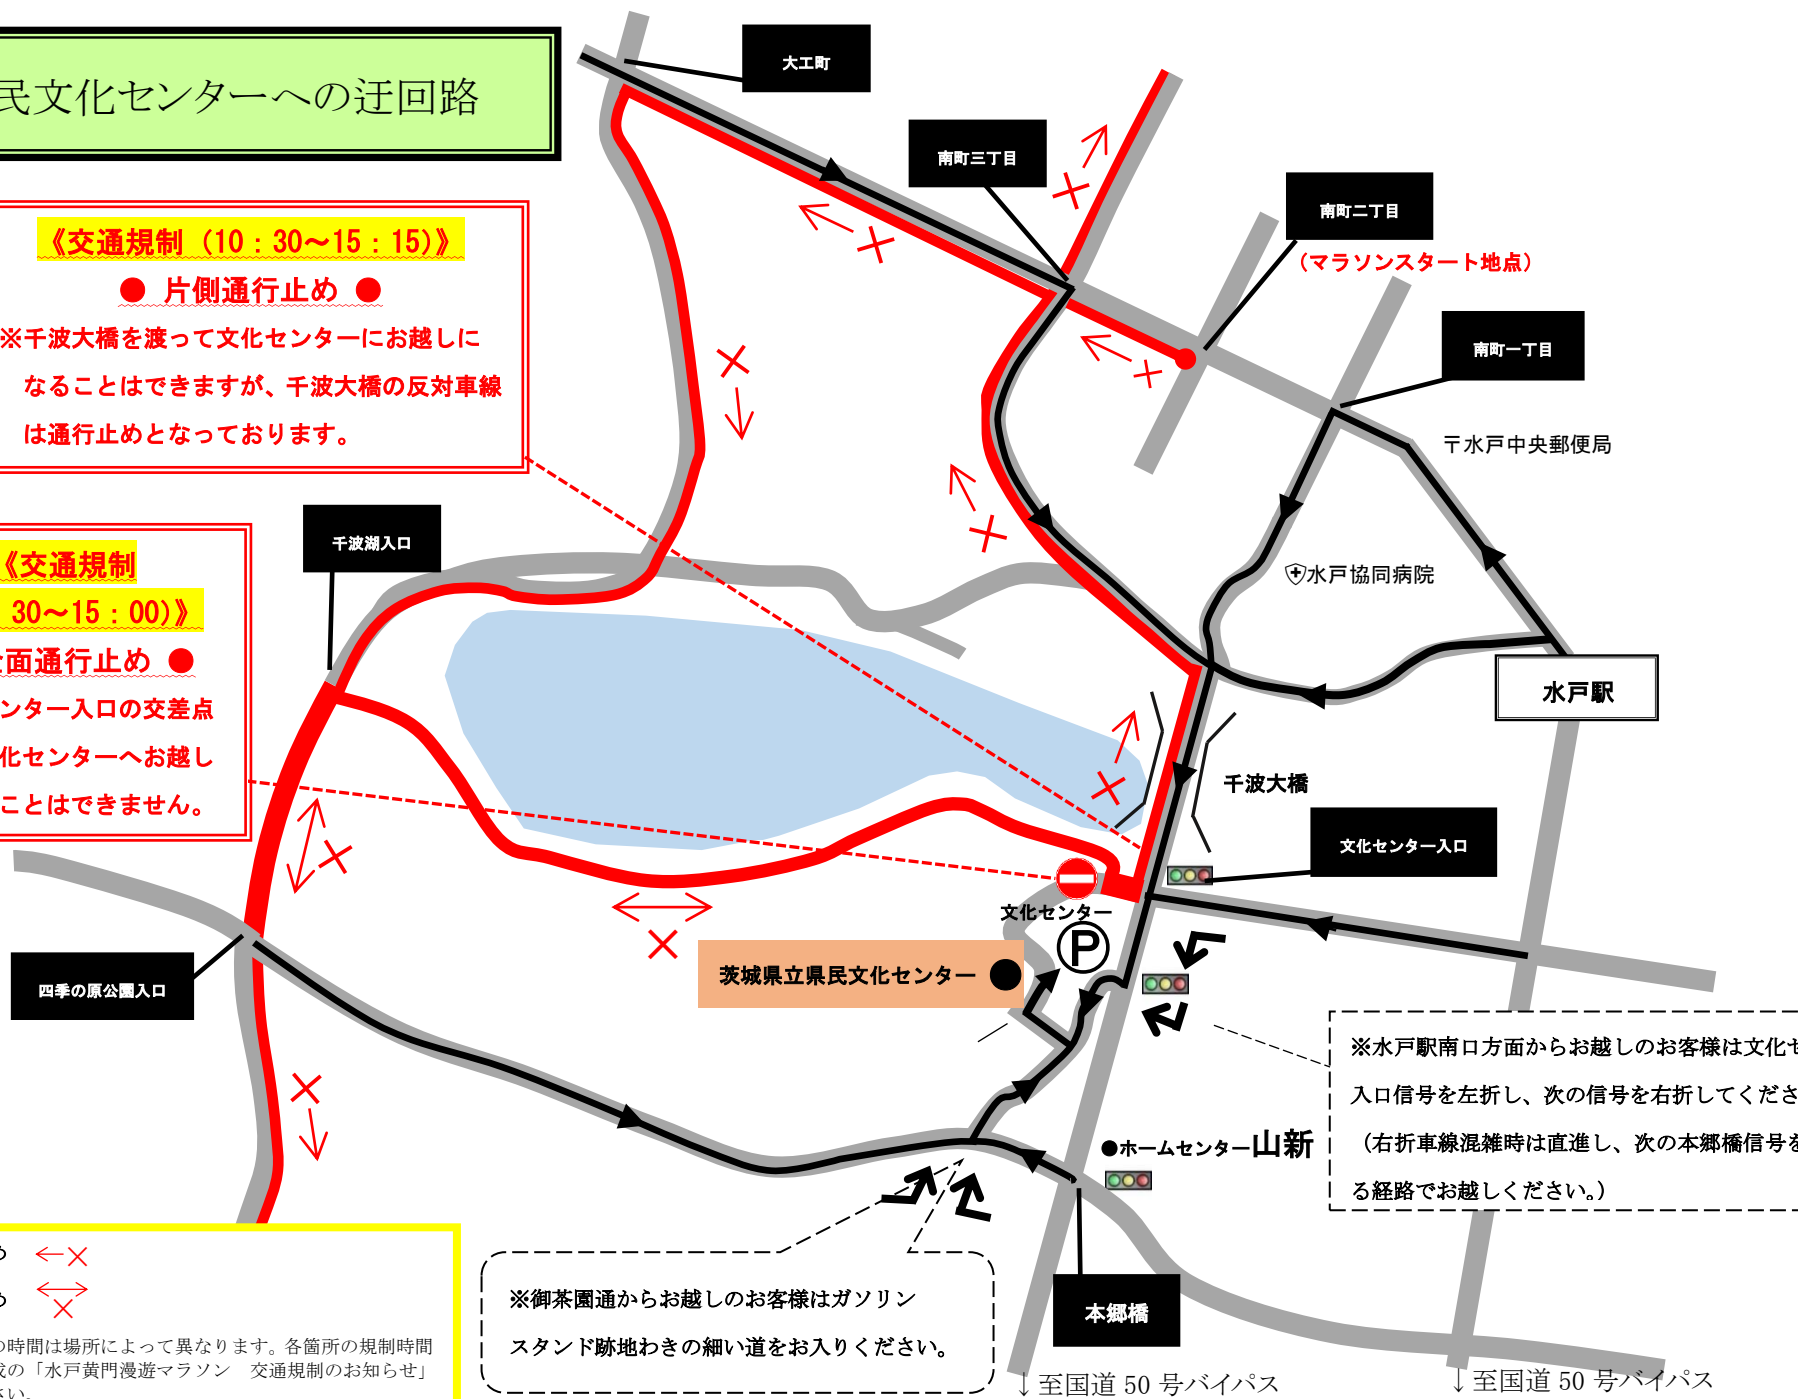 民文化センターへの迂回路
大工町
南町三丁目
南町二丁目
(マラソンスタート地点)
南町一丁目
《交通規制（10：30～15：15）》
● 片側通行止め ●
※千波大橋を渡って文化センターにお越しに
なることはできますが、千波大橋の反対車線
は通行止めとなっております。
〒水戸中央郵便局
千波湖入口
《交通規制
30～15：00）》
全面通行止め ●
ンター入口の交差点
化センターへお越し
ことはできません。
水戸協同病院
水戸駅
千波大橋
文化センター入口
文化センター
P
茨城県立県民文化センター ●
四季の原公園入口
※水戸駅南口方面からお越しのお客様は文化セ
入口信号を左折し、次の信号を右折してくださ
（右折車線混雑時は直進し、次の本郷橋信号を
る経路でお越しください。）
●ホームセンター山新
め ←×
め ×
の時間は場所によって異なります。各箇所の規制時間
成の「水戸黄門漫遊マラソン 交通規制のお知らせ」
さい。
※御茶園通からお越しのお客様はガソリン
スタンド跡地わきの細い道をお入りください。
本郷橋
↓至国道 50 号バイパス
↓至国道 50 号バイパス